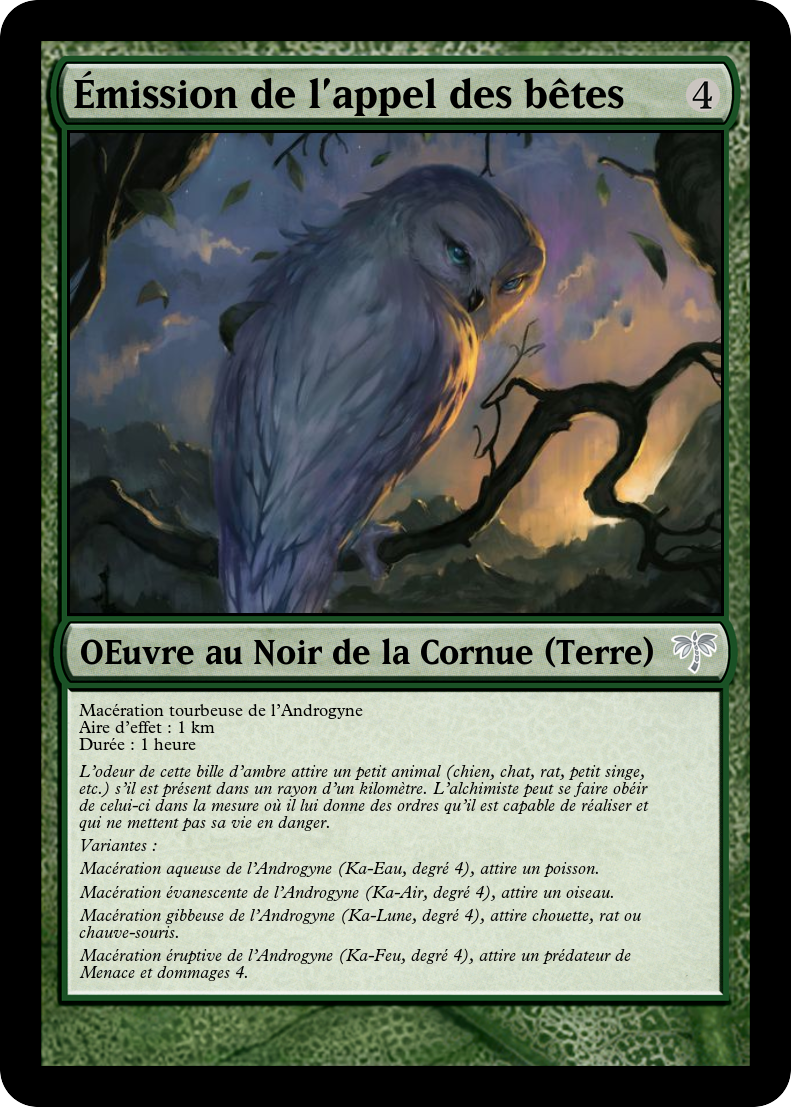 Émission de l'appel des bêtes
4
OEuvre au Noir de la Cornue (Terre)
Macération tourbeuse de l'Androgyne
Aire d'effet : 1 km
Durée : 1 heure
L'odeur de cette bille d'ambre attire un petit animal (chien, chat, rat, petit singe,
etc.) s'il est présent dans un rayon d'un kilomètre. L'alchimiste peut se faire obéir
de celui-ci dans la mesure où il lui donne des ordres qu'il est capable de réaliser et
qui ne mettent pas sa vie en danger.
Variantes :
Macération aqueuse de l'Androgyne (Ka-Eau, degré 4), attire un poisson.
Macération évanescente de l'Androgyne (Ka-Air, degré 4), attire un oiseau.
Macération gibbeuse de l'Androgyne (Ka-Lune, degré 4), attire chouette, rat ou
chauve-souris.
Macération éruptive de l'Androgyne (Ka-Feu, degré 4), attire un prédateur de
Menace et dommages 4.